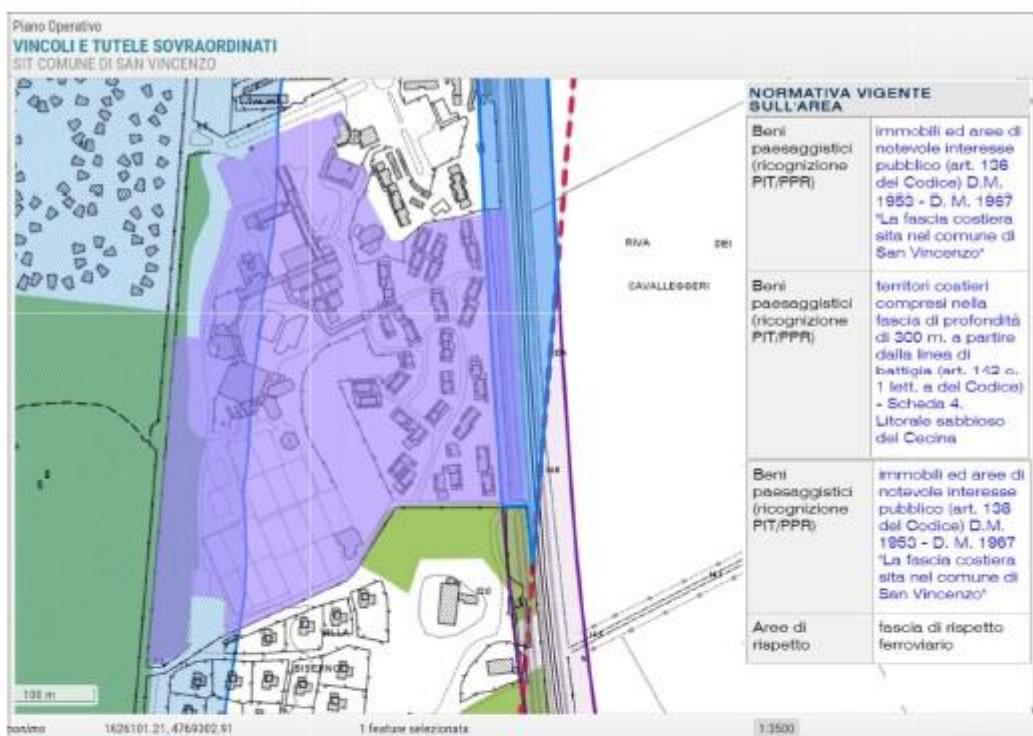 Piano Operativo
VINCOLI E TUTELE SOVRAORDINATI
SIT COMUNE DI SAN VINCENZO
NORMATIVA VIGENTE
SULL'AREA
Beni
paesaggistici
(ricognizione
PIT/PPR)
immobili ed aree di
notevole interesse
pubblico (art. 136
del Codice) D.M.
1953 - D. M. 1967
"La fascia costiera
sita nel comune di
San Vincenzo"
Beni
paesaggistici
(ricognizione
PIT/PPR)
territori costieri
compresi nella
fascia di profondità
di 300 m. a partire
dalla linea di
battigia (art. 142 c.
1 lett. a del Codice)
- Scheda 4.
Litorale sabbioso
del Cecina
Beni
paesaggistici
(ricognizione
PIT/PPR)
immobili ed aree di
notevole interesse
pubblico (art. 136
del Codice) D.M.
1953 - D. M. 1967
"La fascia costiera
sita nel comune di
San Vincenzo"
Aree di
rispetto
fascia di rispetto
ferroviario
RIVA DEI
CAVALLEGGERI
BISERNO
100 m
1626101.21, 4769302.91
1 feature selezionata
1:3500